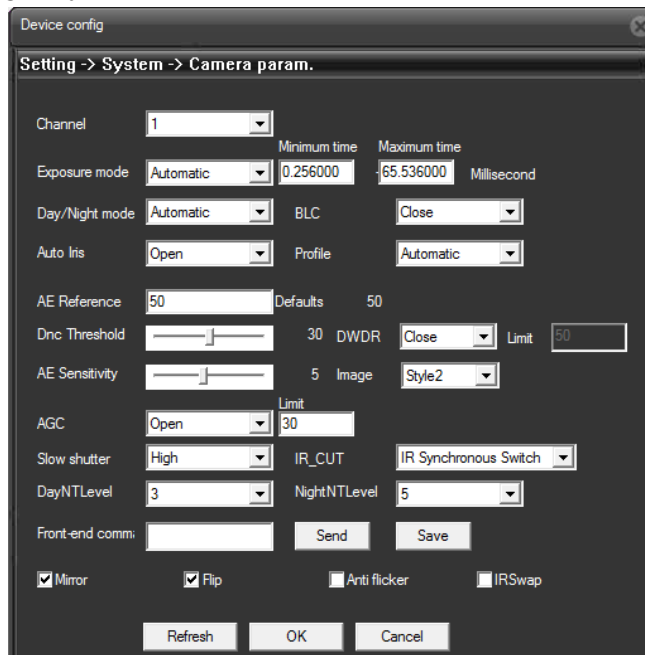 Device config
Setting -> System -> Camera param.
Channel 1
Minimum time Maximum time
Exposure mode Automatic 0.256000 -65.536000 Millisecond
Day/Night mode Automatic BLC Close
Auto Iris Open Profile Automatic
AE Reference 50 Defaults 50
Dnc Threshold 30 DWDR Close Limit 50
AE Sensitivity 5 Image Style2
Limit
AGC Open 30
Slow shutter High IR_CUT IR Synchronous Switch
DayNTLevel 3 NightNTLevel 5
Front-end comm Send Save
Mirror Flip Anti flicker IRSwap
Refresh OK Cancel